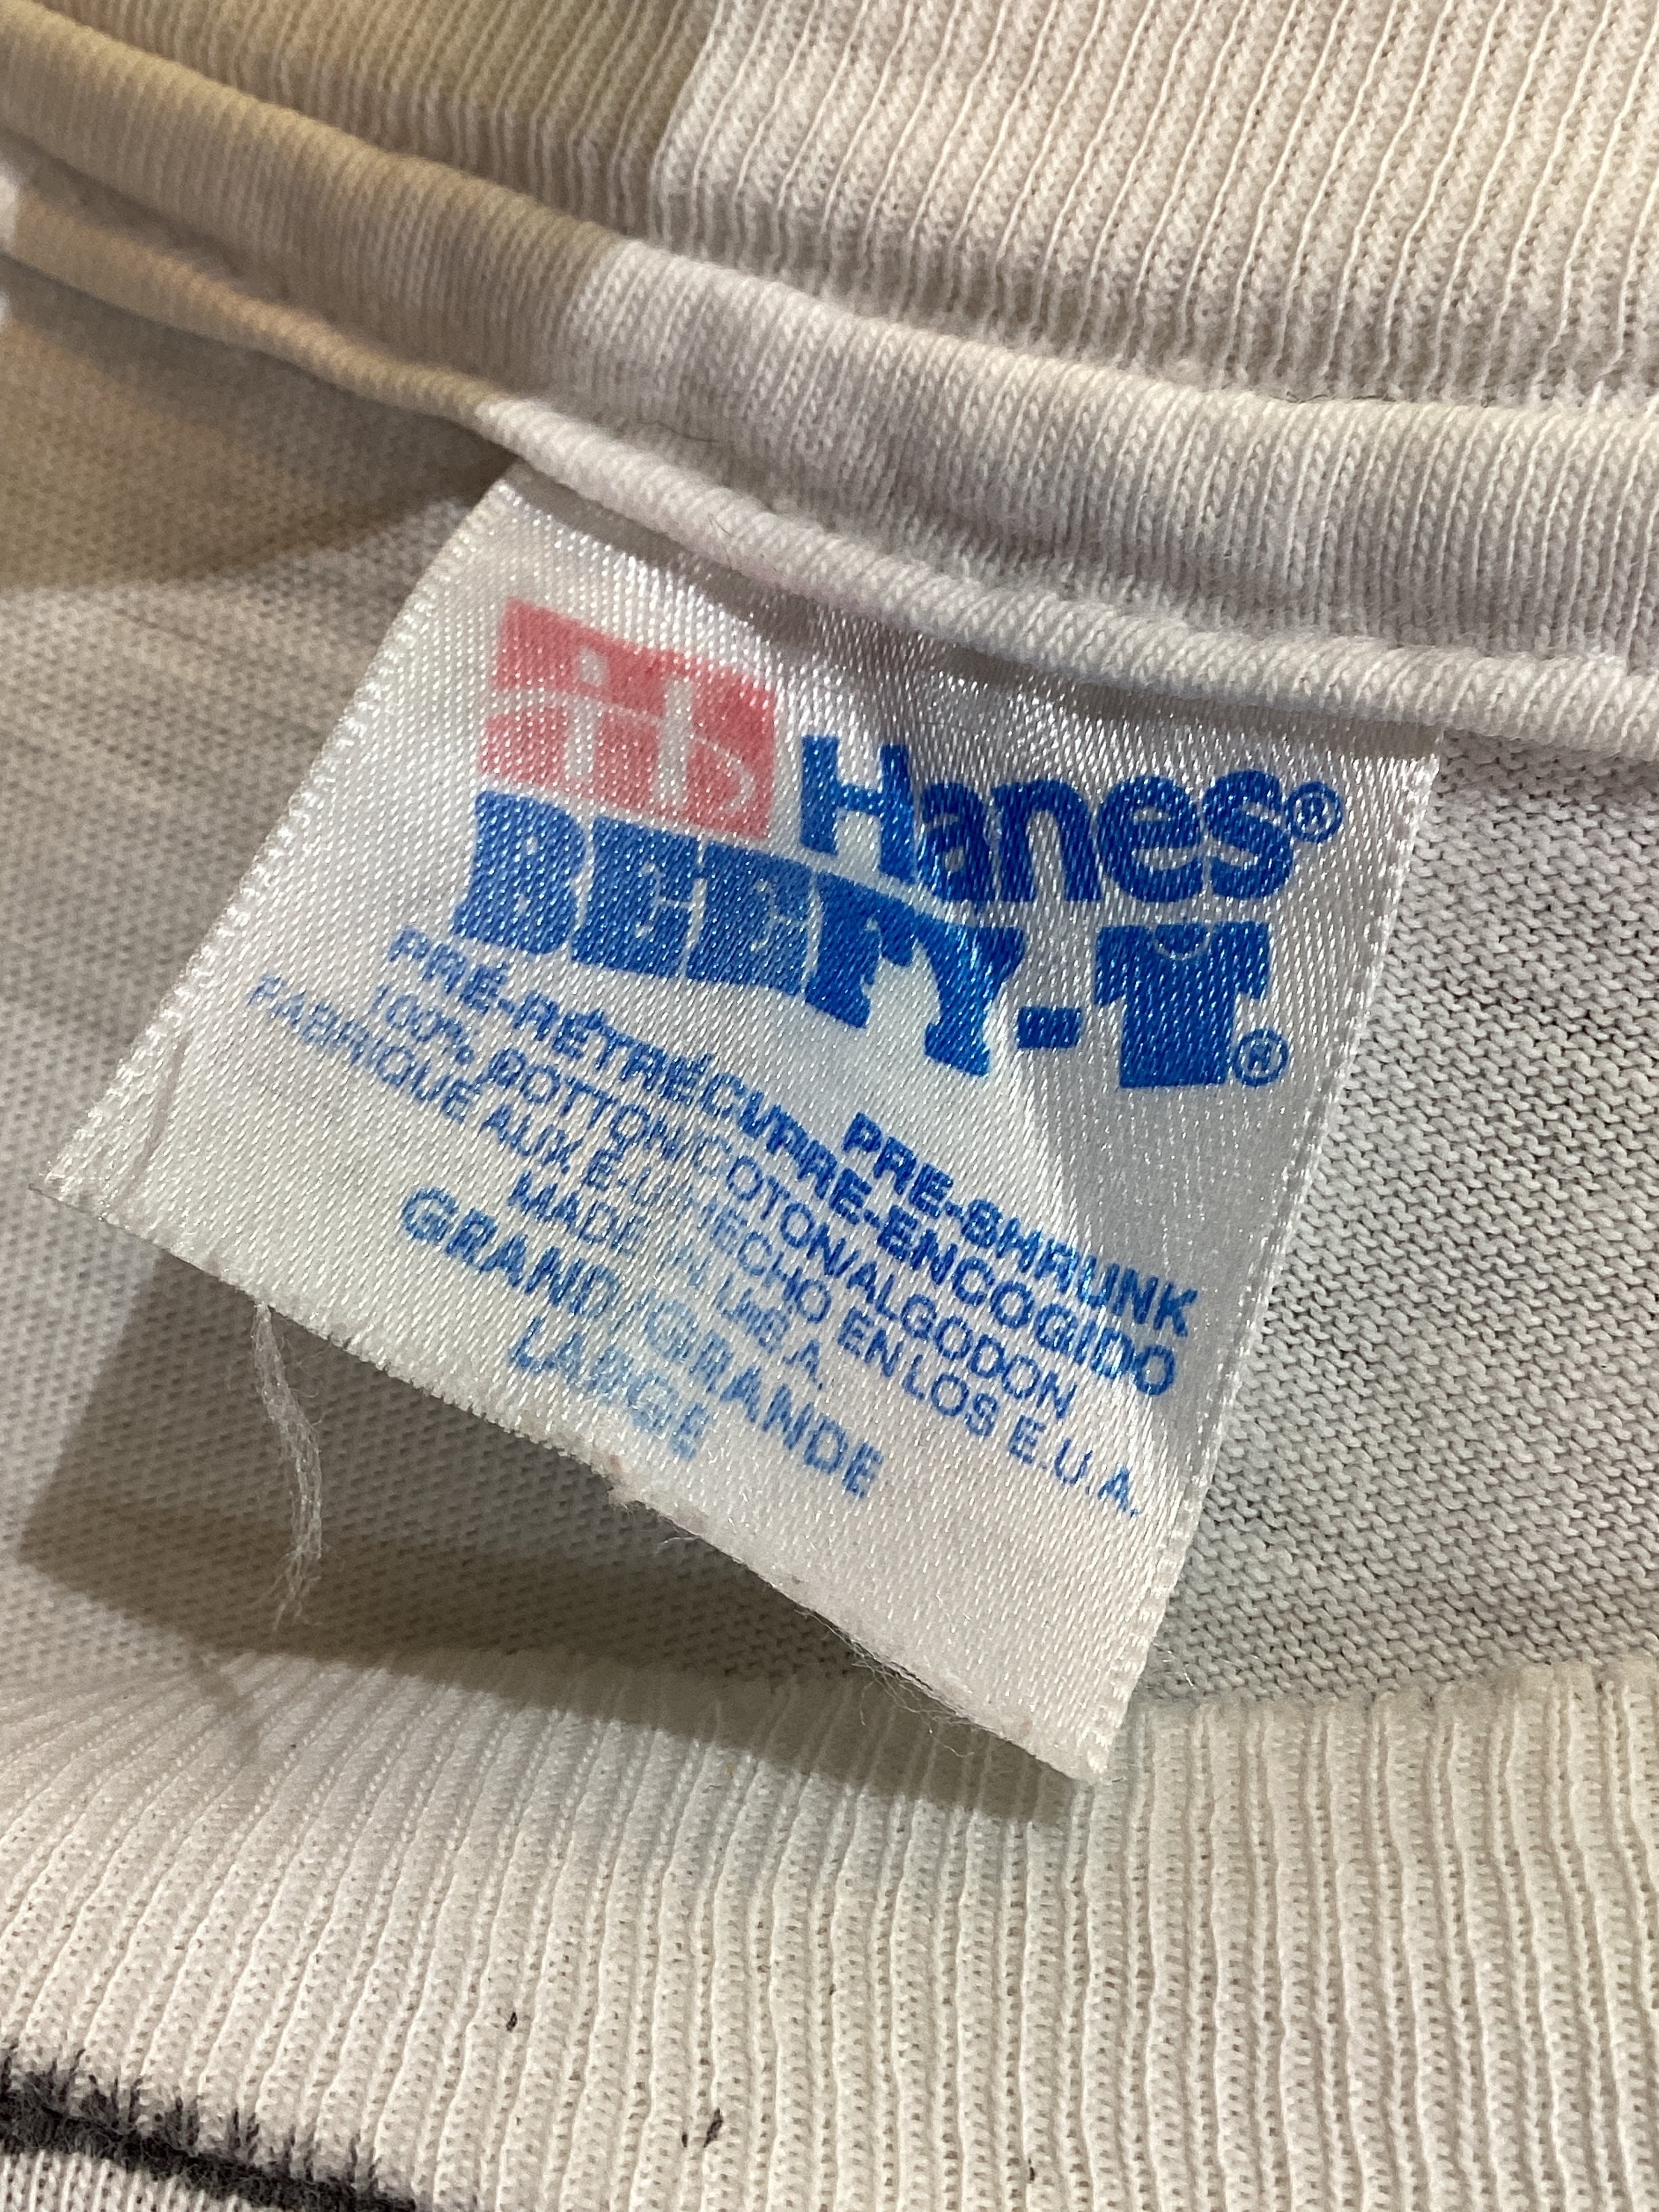 Hanes®
BEEFY-T®
PRE-SHRUNK
PRÉ-RÉTRÉCI/PRE-ENCOGIDO
100% COTTON/COTON/ALGODON
FABRIQUÉ AUX É-U/HECHO EN LOS E.U.A.
MADE IN U.S.A.
GRAND/GRANDE
LARGE